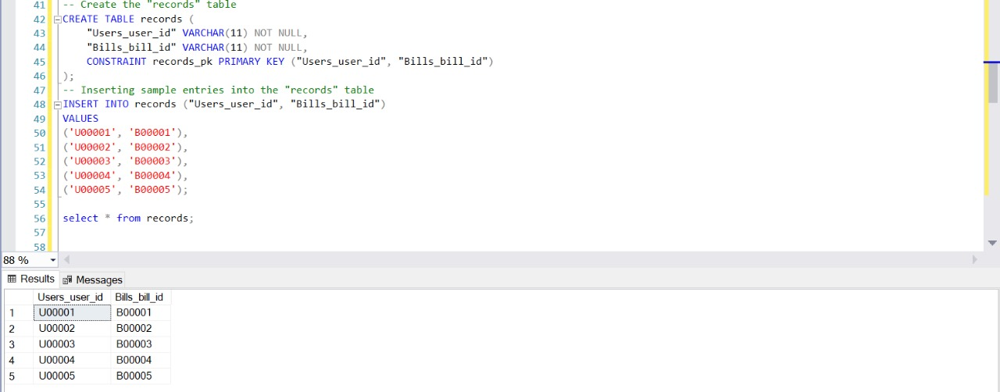 41 -- Create the "records" table
42 CREATE TABLE records (
43 "Users_user_id" VARCHAR(11) NOT NULL,
44 "Bills_bill_id" VARCHAR(11) NOT NULL,
45 CONSTRAINT records_pk PRIMARY KEY ("Users_user_id", "Bills_bill_id")
46 );
47 -- Inserting sample entries into the "records" table
48 INSERT INTO records ("Users_user_id", "Bills_bill_id")
49 VALUES
50 ('U00001', 'B00001'),
51 ('U00002', 'B00002'),
52 ('U00003', 'B00003'),
53 ('U00004', 'B00004'),
54 ('U00005', 'B00005');
55
56 select * from records;
57
58
88 %
Results Messages
Users_user_id Bills_bill_id
1 U00001 B00001
2 U00002 B00002
3 U00003 B00003
4 U00004 B00004
5 U00005 B00005